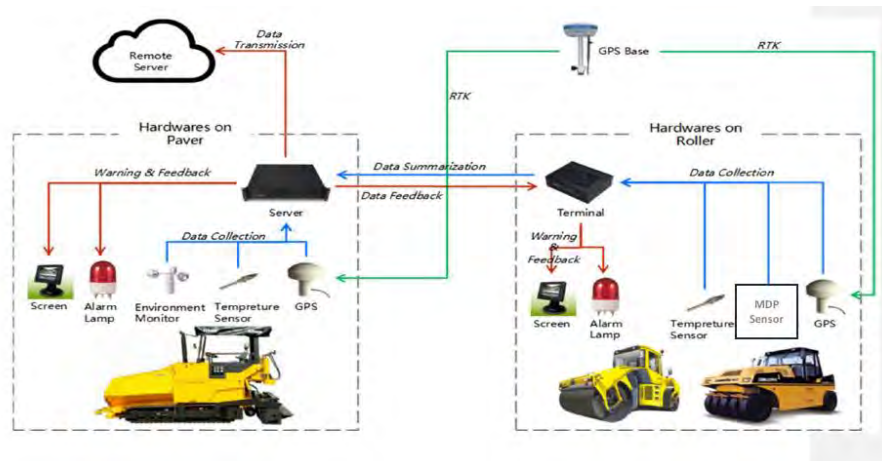 Data
Transmission
Remote
Server
GPS Base
RTK
RTK
Hardwares on
Paver
Hardwares on
Roller
Warning & Feedback
Data Summarization
Data Collection
Data Feedback
Server
Terminal
Data Collection
Warning
&
Feedback
Screen
Alarm
Lamp
Environment
Monitor
Tempreture
Sensor
GPS
Screen
Alarm
Lamp
Tempreture
Sensor
MDP
Sensor
GPS